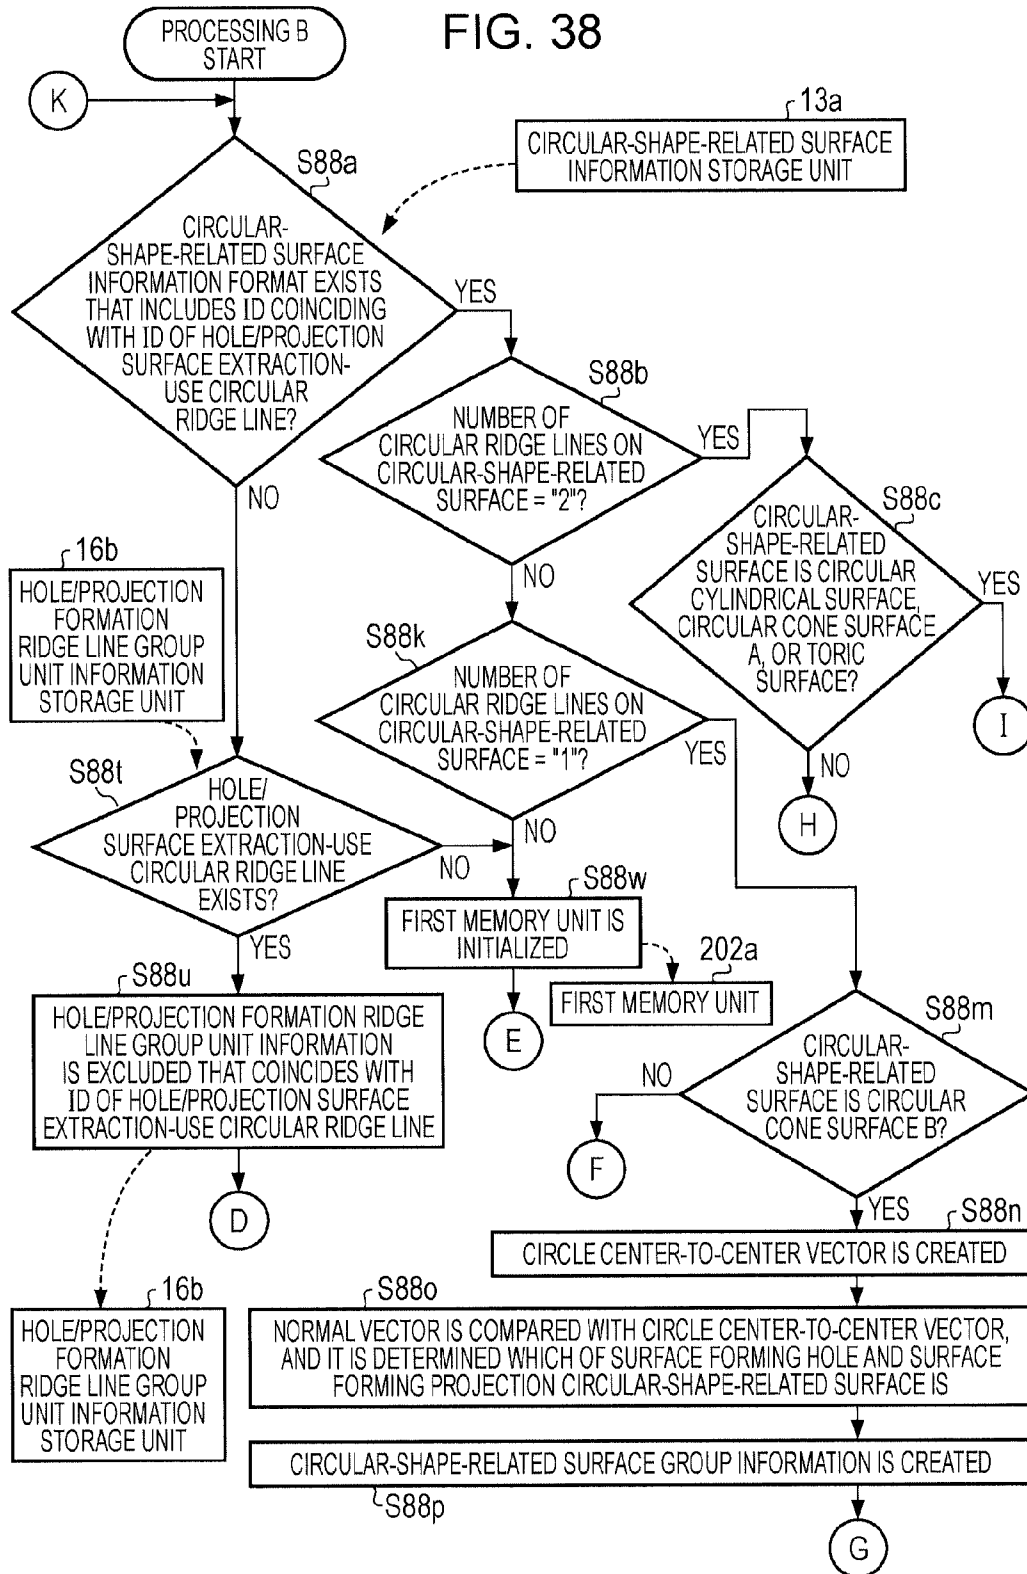 FIG. 38
PROCESSING B
START
K
13a
CIRCULAR-SHAPE-RELATED SURFACE
INFORMATION STORAGE UNIT
S88a
CIRCULAR-
SHAPE-RELATED SURFACE
INFORMATION FORMAT EXISTS
THAT INCLUDES ID COINCIDING
WITH ID OF HOLE/PROJECTION
SURFACE EXTRACTION-
USE CIRCULAR
RIDGE LINE?
YES
NO
S88b
NUMBER OF
CIRCULAR RIDGE LINES ON
CIRCULAR-SHAPE-RELATED
SURFACE = "2"?
YES
NO
S88c
CIRCULAR-
SHAPE-RELATED
SURFACE IS CIRCULAR
CYLINDRICAL SURFACE,
CIRCULAR CONE SURFACE
A, OR TORIC
SURFACE?
YES
I
NO
H
16b
HOLE/PROJECTION
FORMATION
RIDGE LINE GROUP
UNIT INFORMATION
STORAGE UNIT
S88k
NUMBER OF
CIRCULAR RIDGE LINES ON
CIRCULAR-SHAPE-RELATED
SURFACE = "1"?
YES
NO
S88t
HOLE/
PROJECTION
SURFACE EXTRACTION-USE
CIRCULAR RIDGE LINE
EXISTS?
NO
YES
S88w
FIRST MEMORY UNIT IS
INITIALIZED
202a
FIRST MEMORY UNIT
E
S88u
HOLE/PROJECTION FORMATION RIDGE
LINE GROUP UNIT INFORMATION
IS EXCLUDED THAT COINCIDES WITH
ID OF HOLE/PROJECTION SURFACE
EXTRACTION-USE CIRCULAR RIDGE LINE
D
16b
HOLE/PROJECTION
FORMATION
RIDGE LINE GROUP
UNIT INFORMATION
STORAGE UNIT
S88m
CIRCULAR-
SHAPE-RELATED
SURFACE IS CIRCULAR
CONE SURFACE B?
NO
F
YES
S88n
CIRCLE CENTER-TO-CENTER VECTOR IS CREATED
S88o
NORMAL VECTOR IS COMPARED WITH CIRCLE CENTER-TO-CENTER VECTOR,
AND IT IS DETERMINED WHICH OF SURFACE FORMING HOLE AND SURFACE
FORMING PROJECTION CIRCULAR-SHAPE-RELATED SURFACE IS
CIRCULAR-SHAPE-RELATED SURFACE GROUP INFORMATION IS CREATED
S88p
G